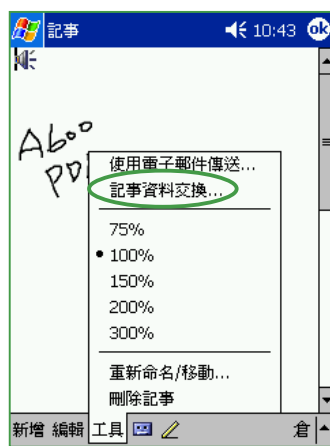 記事 10:43 ok
A600
PD
使用電子郵件傳送...
記事資料交換...
75%
100%
150%
200%
300%
重新命名/移動...
刪除記事
新增 編輯 工具 倉